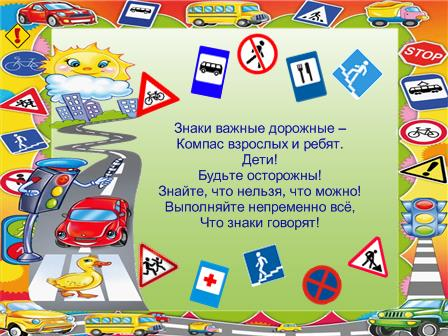 STOP
Знаки важные дорожные –
Компас взрослых и ребят.
Дети!
Будьте осторожны!
Знайте, что нельзя, что можно!
Выполняйте непременно всё,
Что знаки говорят!